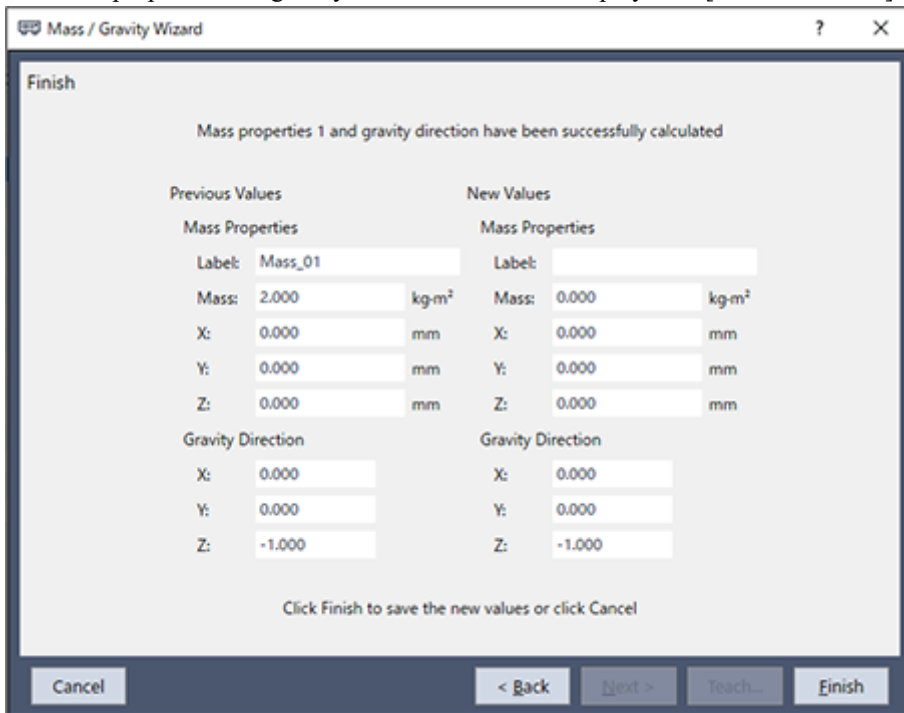 Mass / Gravity Wizard ? ×
Finish
Mass properties 1 and gravity direction have been successfully calculated
Previous Values New Values
Mass Properties Mass Properties
Label: Mass_01 Label:
Mass: 2.000 kg·m² Mass: 0.000 kg·m²
X: 0.000 mm X: 0.000 mm
Y: 0.000 mm Y: 0.000 mm
Z: 0.000 mm Z: 0.000 mm
Gravity Direction Gravity Direction
X: 0.000 X: 0.000
Y: 0.000 Y: 0.000
Z: -1.000 Z: -1.000
Click Finish to save the new values or click Cancel
Cancel < Back Next > Teach... Finish